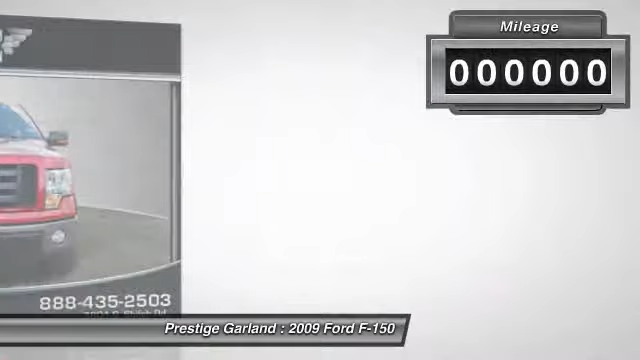 Mileage
000000
888-435-2503
Prestige Garland : 2009 Ford F-150